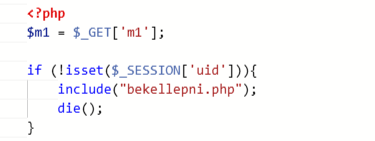 <?php
$m1 = $_GET['m1'];
if (!isset($_SESSION['uid'])){
    include("bekellepni.php");
    die();
}